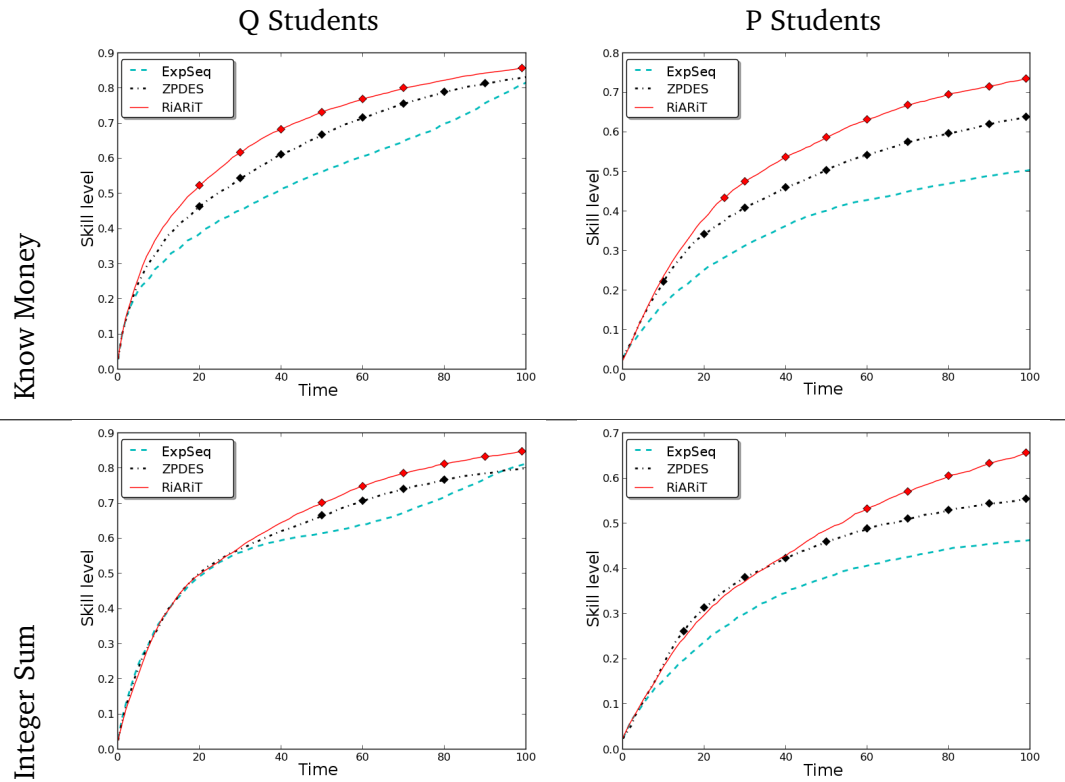 Q Students
P Students
Know Money
0.9
0.8
0.7
0.6
0.5
0.4
0.3
0.2
0.1
0.0
Skill level
ExpSeq
ZPDES
RiARiT
0 20 40 60 80 100
Time
0.8
0.7
0.6
0.5
0.4
0.3
0.2
0.1
0.0
Skill level
ExpSeq
ZPDES
RiARiT
0 20 40 60 80 100
Time
Integer Sum
0.9
0.8
0.7
0.6
0.5
0.4
0.3
0.2
0.1
0.0
Skill level
ExpSeq
ZPDES
RiARiT
0 20 40 60 80 100
Time
0.7
0.6
0.5
0.4
0.3
0.2
0.1
0.0
Skill level
ExpSeq
ZPDES
RiARiT
0 20 40 60 80 100
Time